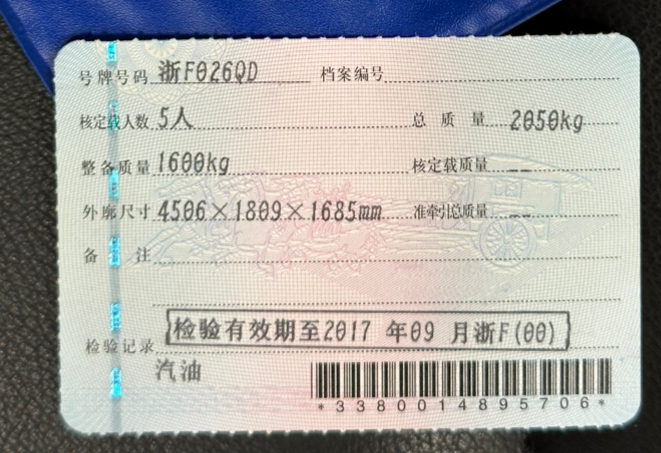 号牌号码 浙F026QD 档案编号
核定载人数 5人 总质量 2050kg
整备质量 1600kg 核定载质量 --
外廓尺寸 4506×1809×1685mm 准牵引总质量 --
备注
检验记录 检验有效期至2017 年09 月浙F(00)
汽油
*3380014895706*